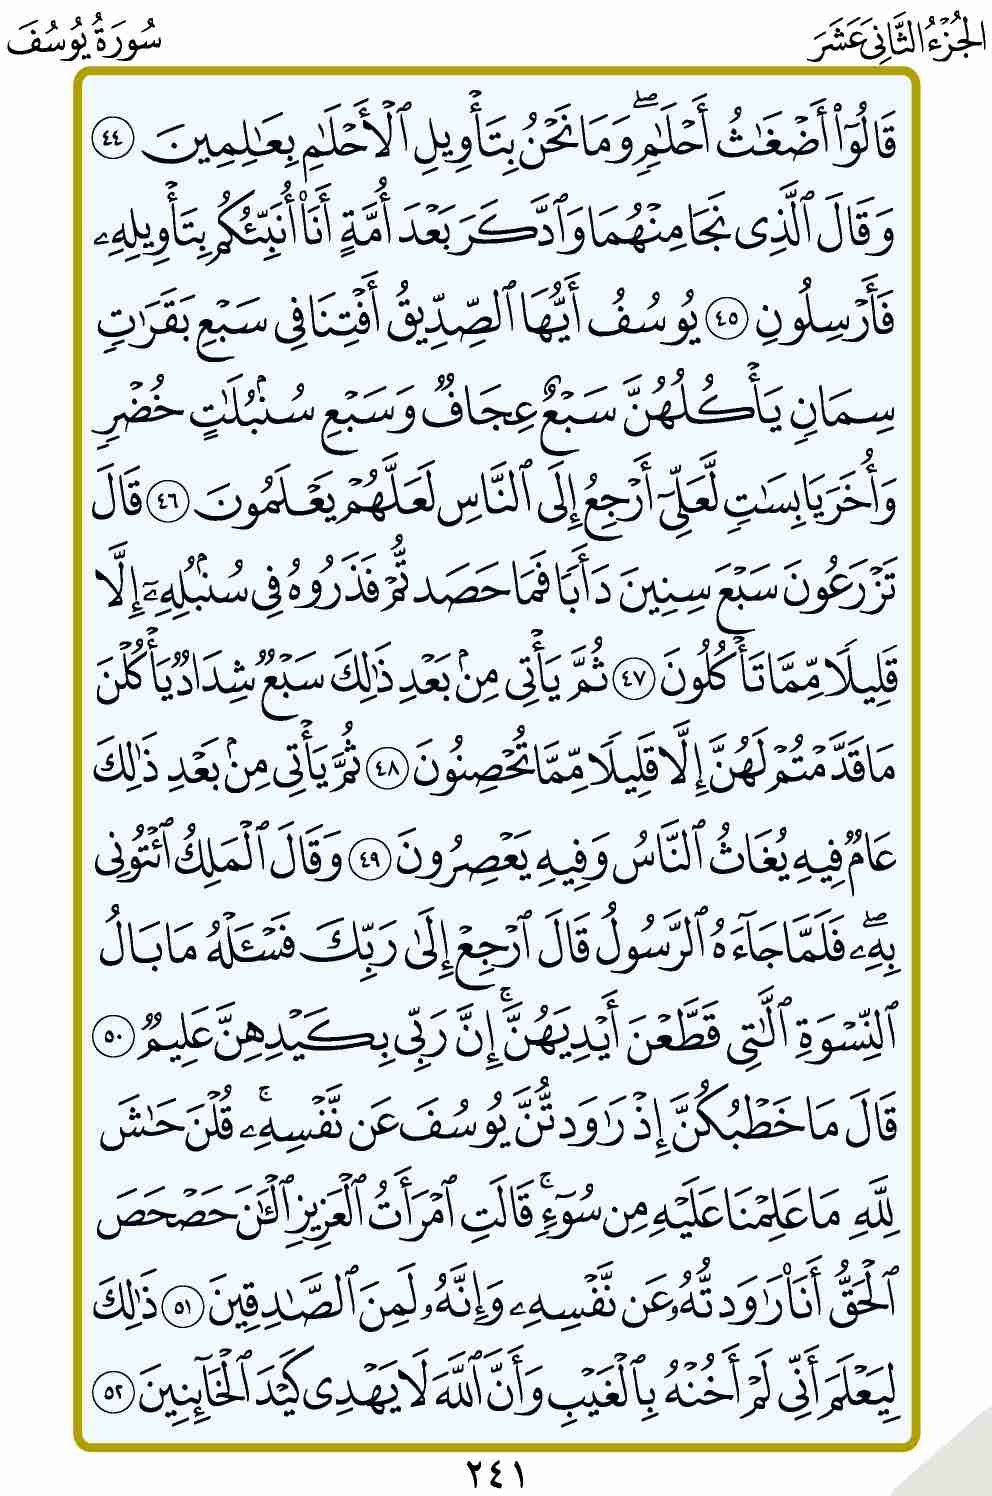 الجُزْءُ الثَّانِيَ عَشَرَ
سُورَةُ يُوسُفَ
قَالُوٓاْ أَضْغَٰثُ أَحْلَٰمٖۖ وَمَا نَحْنُ بِتَأْوِيلِ ٱلْأَحْلَٰمِ بِعَٰلِمِينَ ٤٤
وَقَالَ ٱلَّذِى نَجَا مِنْهُمَا وَٱدَّكَرَ بَعْدَ أُمَّةٍ أَنَا۠ أُنَبِّئُكُم بِتَأْوِيلِهِۦ
فَأَرْسِلُونِ ٤٥ يُوسُفُ أَيُّهَا ٱلصِّدِّيقُ أَفْتِنَا فِى سَبْعِ بَقَرَٰتٖ
سِمَانٖ يَأْكُلُهُنَّ سَبْعٌ عِجَافٞ وَسَبْعِ سُنۢبُلَٰتٍ خُضْرٖ
وَأُخَرَ يَابِسَٰتٖ لَّعَلِّىٓ أَرْجِعُ إِلَى ٱلنَّاسِ لَعَلَّهُمْ يَعْلَمُونَ ٤٦ قَالَ
تَزْرَعُونَ سَبْعَ سِنِينَ دَأَبٗا فَمَا حَصَدتُّمْ فَذَرُوهُ فِى سُنۢبُلِهِۦٓ إِلَّا
قَلِيلٗا مِّمَّا تَأْكُلُونَ ٤٧ ثُمَّ يَأْتِى مِنۢ بَعْدِ ذَٰلِكَ سَبْعٞ شِدَادٞ يَأْكُلْنَ
مَا قَدَّمْتُمْ لَهُنَّ إِلَّا قَلِيلٗا مِّمَّا تُحْصِنُونَ ٤٨ ثُمَّ يَأْتِى مِنۢ بَعْدِ ذَٰلِكَ
عَامٞ فِيهِ يُغَاثُ ٱلنَّاسُ وَفِيهِ يَعْصِرُونَ ٤٩ وَقَالَ ٱلْمَلِكُ ٱئْتُونِى
بِهِۦۖ فَلَمَّا جَآءَهُ ٱلرَّسُولُ قَالَ ٱرْجِعْ إِلَىٰ رَبِّكَ فَسْـَٔلْهُ مَا بَالُ
ٱلنِّسْوَةِ ٱلَّٰتِى قَطَّعْنَ أَيْدِيَهُنَّۚ إِنَّ رَبِّى بِكَيْدِهِنَّ عَلِيمٞ ٥٠
قَالَ مَا خَطْبُكُنَّ إِذْ رَٰوَدتُّنَّ يُوسُفَ عَن نَّفْسِهِۦۚ قُلْنَ حَٰشَ
لِلَّهِ مَا عَلِمْنَا عَلَيْهِ مِن سُوٓءٖۚ قَالَتِ ٱمْرَأَتُ ٱلْعَزِيزِ ٱلْـَٰٔنَ حَصْحَصَ
ٱلْحَقُّ أَنَا۠ رَٰوَدتُّهُۥ عَن نَّفْسِهِۦ وَإِنَّهُۥ لَمِنَ ٱلصَّٰدِقِينَ ٥١ ذَٰلِكَ
لِيَعْلَمَ أَنِّى لَمْ أَخُنْهُ بِٱلْغَيْبِ وَأَنَّ ٱللَّهَ لَا يَهْدِى كَيْدَ ٱلْخَآئِنِينَ ٥٢
٢٤١